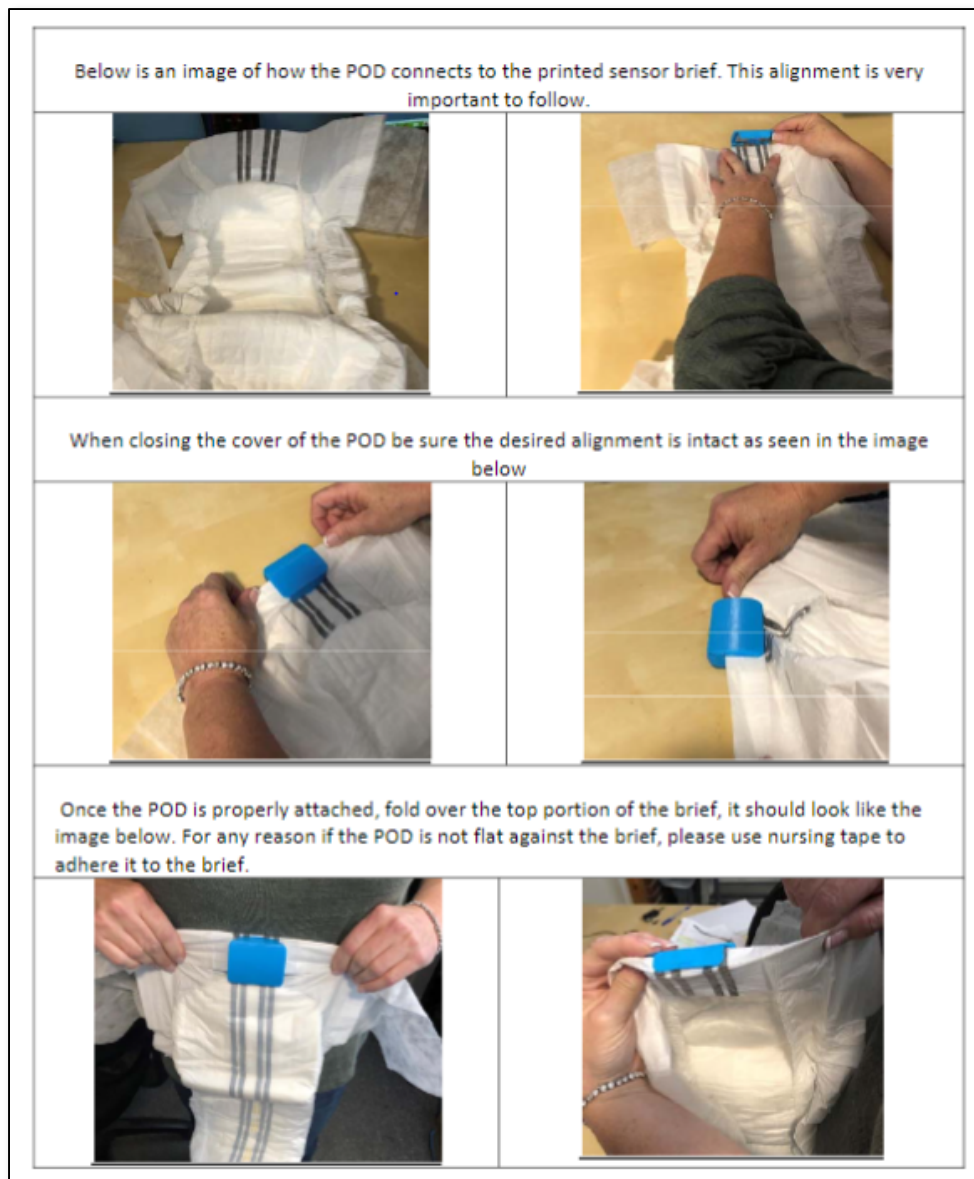 Below is an image of how the POD connects to the printed sensor brief. This alignment is very
important to follow.
When closing the cover of the POD be sure the desired alignment is intact as seen in the image
below
Once the POD is properly attached, fold over the top portion of the brief, it should look like the
image below. For any reason if the POD is not flat against the brief, please use nursing tape to
adhere it to the brief.